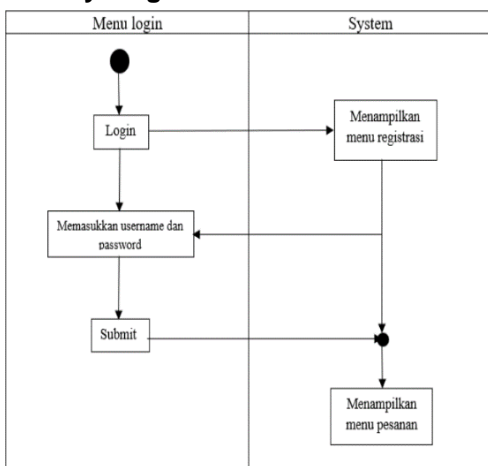 Menu login
System
Login
Menampilkan
menu registrasi
Memasukkan username dan
password
Submit
Menampilkan
menu pesanan